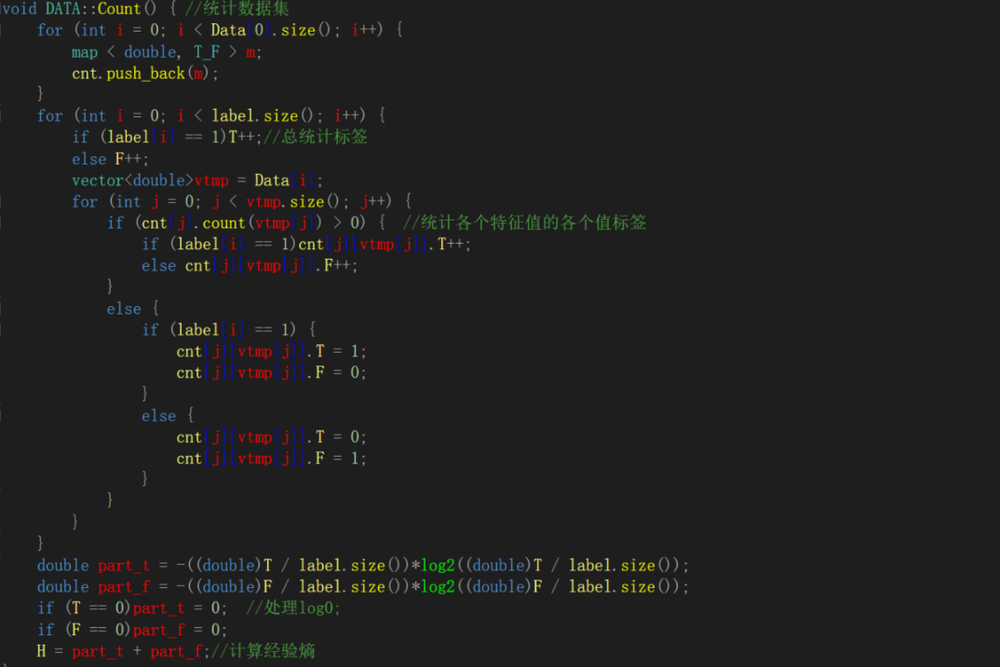 void DATA::Count() { //统计数据集
for (int i = 0; i < Data[0].size(); i++) {
map < double, T_F > m;
cnt.push_back(m);
}
for (int i = 0; i < label.size(); i++) {
if (label[i] == 1)T++;//总统计标签
else F++;
vector<double>vtmp = Data[i];
for (int j = 0; j < vtmp.size(); j++) {
if (cnt[j].count(vtmp[j]) > 0) { //统计各个特征值的各个值标签
if (label[i] == 1)cnt[j][vtmp[j]].T++;
else cnt[j][vtmp[j]].F++;
}
else {
if (label[i] == 1) {
cnt[j][vtmp[j]].T = 1;
cnt[j][vtmp[j]].F = 0;
}
else {
cnt[j][vtmp[j]].T = 0;
cnt[j][vtmp[j]].F = 1;
}
}
}
}
double part_t = -((double)T / label.size())*log2((double)T / label.size());
double part_f = -((double)F / label.size())*log2((double)F / label.size());
if (T == 0)part_t = 0; //处理log0;
if (F == 0)part_f = 0;
H = part_t + part_f;//计算经验熵
}